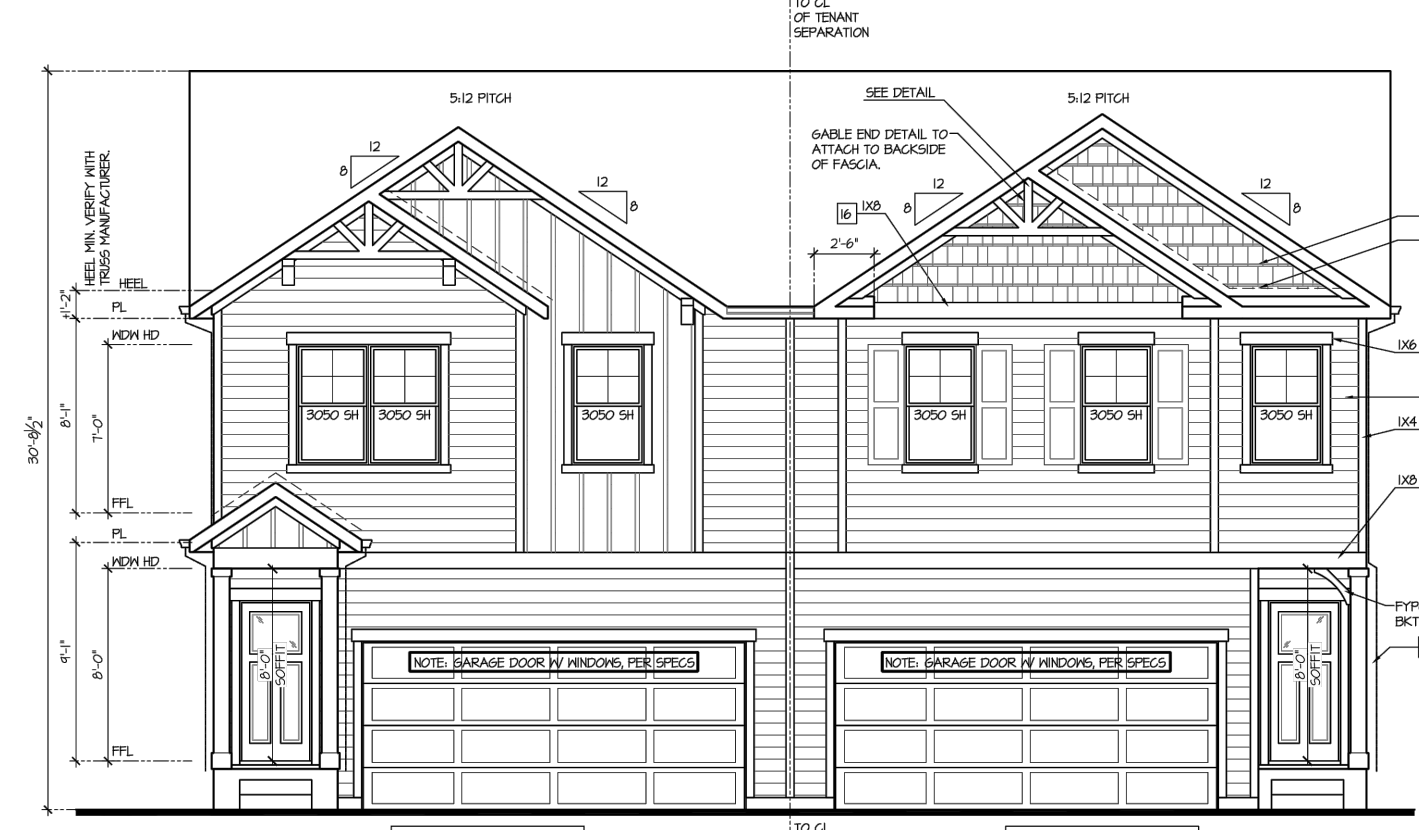 TO CL
OF TENANT
SEPARATION
5:12 PITCH
SEE DETAIL
5:12 PITCH
GABLE END DETAIL TO
ATTACH TO BACKSIDE
OF FASCIA.
12
8
12
8
12
8
12
8
16
1X8
2'-6"
HEEL MIN. VERIFY WITH
TRUSS MANUFACTURER.
HEEL
±1'-2"
PL
WDW HD
1X6
8'-1"
7'-0"
30'-8½"
3050 SH
3050 SH
3050 SH
3050 SH
3050 SH
3050 SH
1X4
1X8
FFL
PL
WDW HD
9'-1"
8'-0"
8'-0"
SOFFIT
NOTE: GARAGE DOOR W/ WINDOWS, PER SPECS
NOTE: GARAGE DOOR W/ WINDOWS, PER SPECS
8'-0"
SOFFIT
BKT
FFL
TO CL